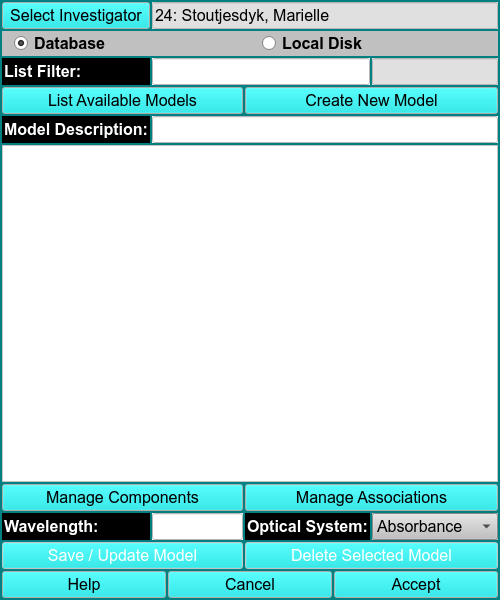 Select Investigator 24: Stoutjesdyk, Marielle
Database Local Disk
List Filter:
List Available Models Create New Model
Model Description:
Manage Components Manage Associations
Wavelength: Optical System: Absorbance
Save / Update Model Delete Selected Model
Help Cancel Accept